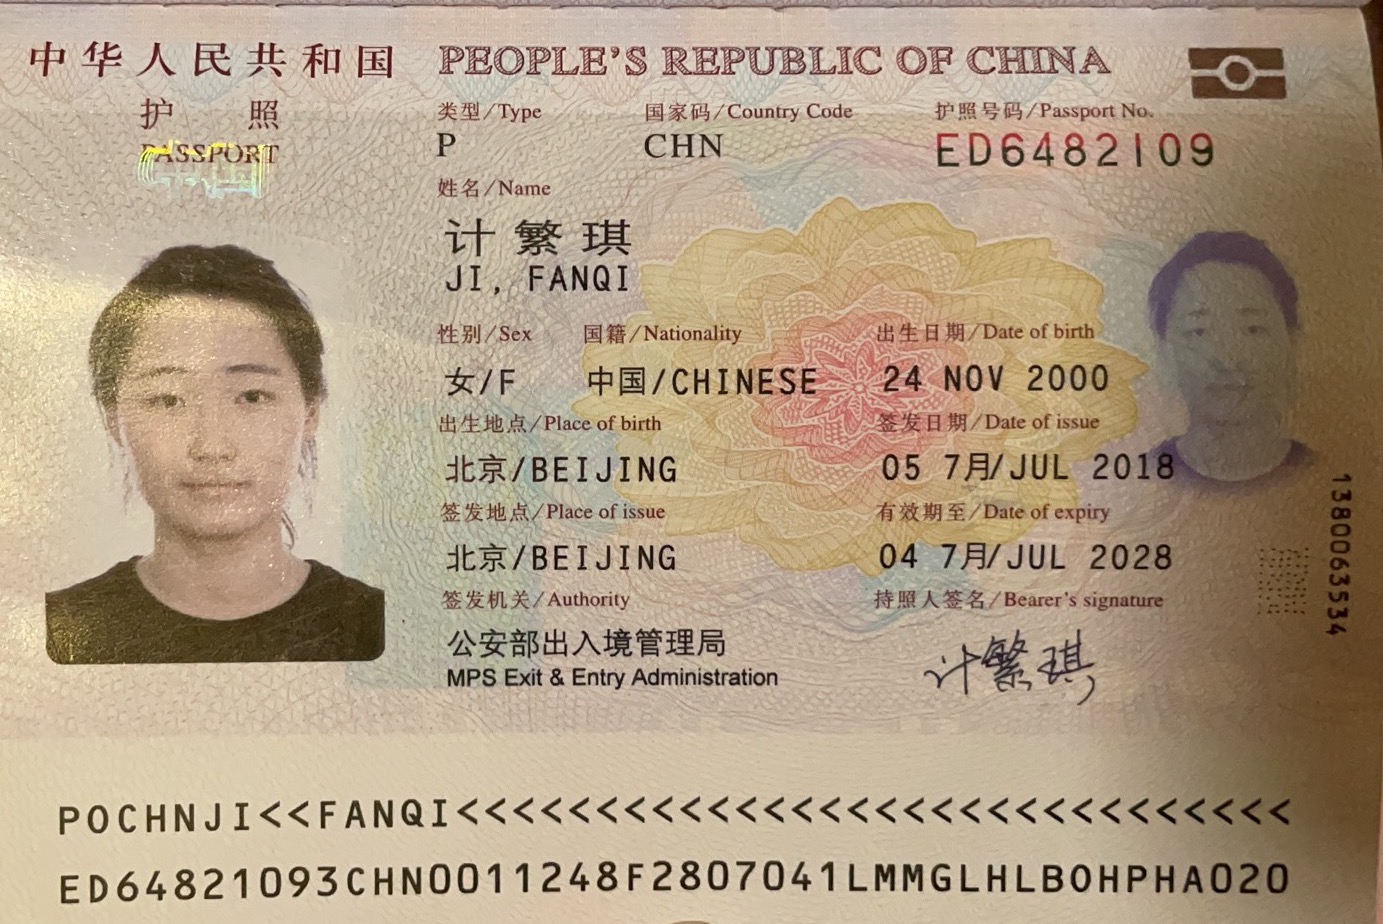 中华人民共和国 PEOPLE'S REPUBLIC OF CHINA
护 照
PASSPORT
类型/Type 国家码/Country Code 护照号码/Passport No.
P CHN ED6482109
姓名/Name
计繁琪
JI, FANQI
性别/Sex 国籍/Nationality 出生日期/Date of birth
女/F 中国/CHINESE 24 NOV 2000
出生地点/Place of birth 签发日期/Date of issue
北京/BEIJING 05 7月/JUL 2018
签发地点/Place of issue 有效期至/Date of expiry
北京/BEIJING 04 7月/JUL 2028
签发机关/Authority 持照人签名/Bearer's signature
公安部出入境管理局
MPS Exit & Entry Administration
计繁琪
1380063534
POCHNJI<<FANQI<<<<<<<<<<<<<<<<<<<<<<<<<<<<<<
ED64821093CHN0011248F2807041LMMGLHLBOHPHA020